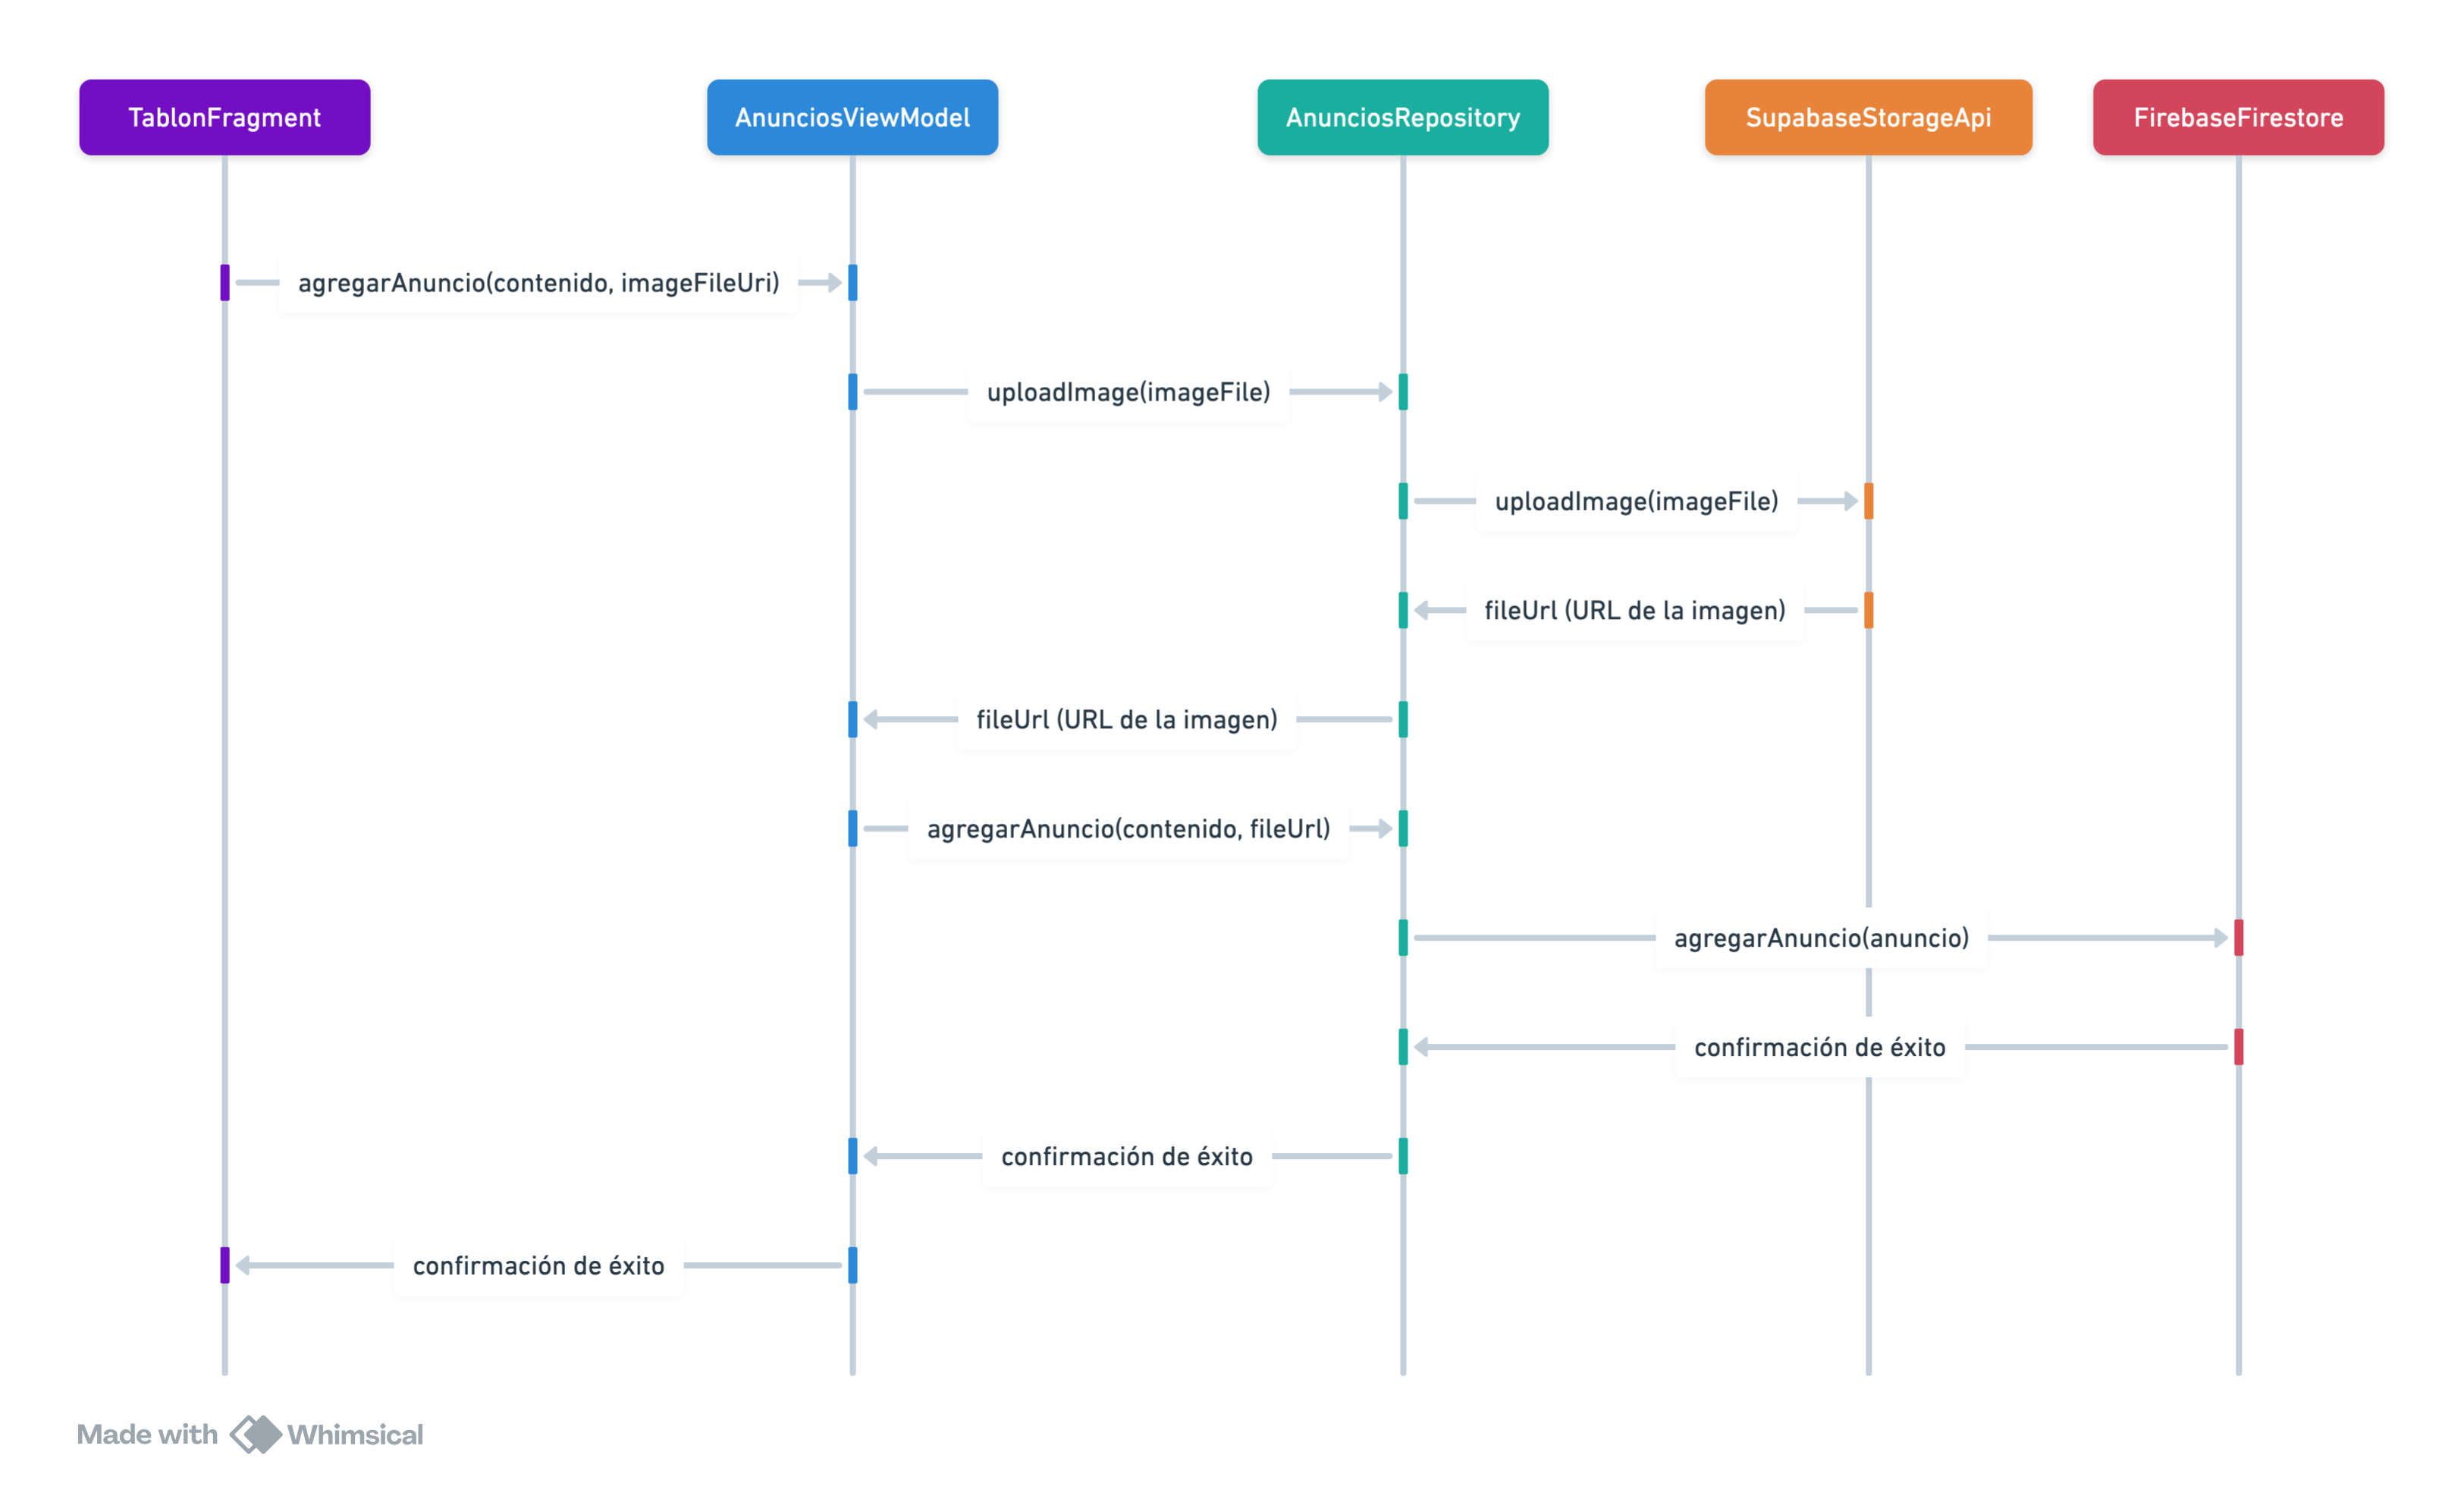 TablonFragment
AnunciosViewModel
AnunciosRepository
SupabaseStorageApi
FirebaseFirestore
agregarAnuncio(contenido, imageFileUri)
uploadImage(imageFile)
uploadImage(imageFile)
fileUrl (URL de la imagen)
fileUrl (URL de la imagen)
agregarAnuncio(contenido, fileUrl)
agregarAnuncio(anuncio)
confirmación de éxito
confirmación de éxito
confirmación de éxito
Made with Whimsical